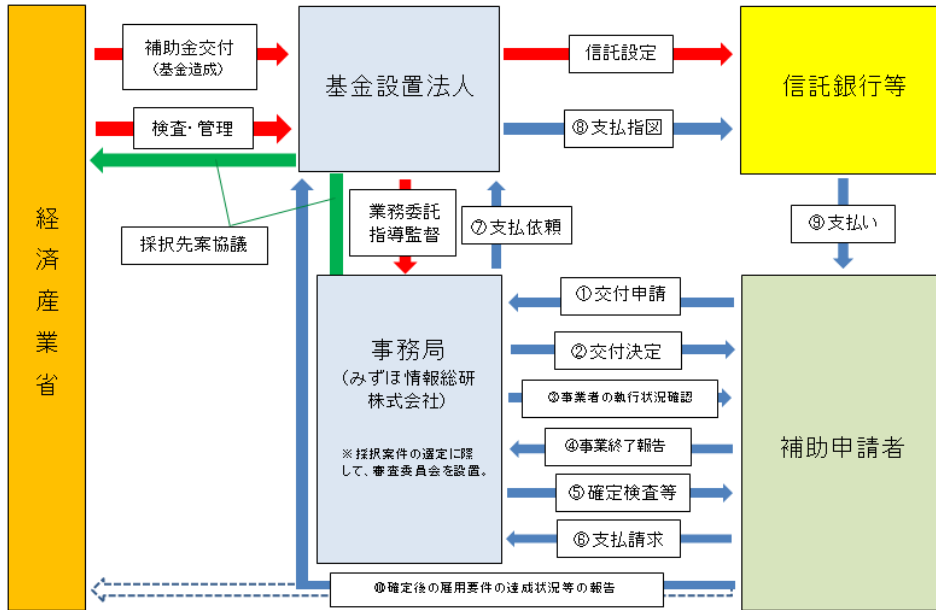 経済産業省
補助金交付
(基金造成)
検査・管理
採択先案協議
基金設置法人
信託設定
⑧支払指図
信託銀行等
業務委託
指導監督
⑦支払依頼
⑨支払い
事務局
(みずほ情報総研
株式会社)
※採択案件の選定に際
して、審査委員会を設置。
①交付申請
②交付決定
③事業者の執行状況確認
④事業終了報告
⑤確定検査等
⑥支払請求
補助申請者
⑩確定後の雇用要件の達成状況等の報告